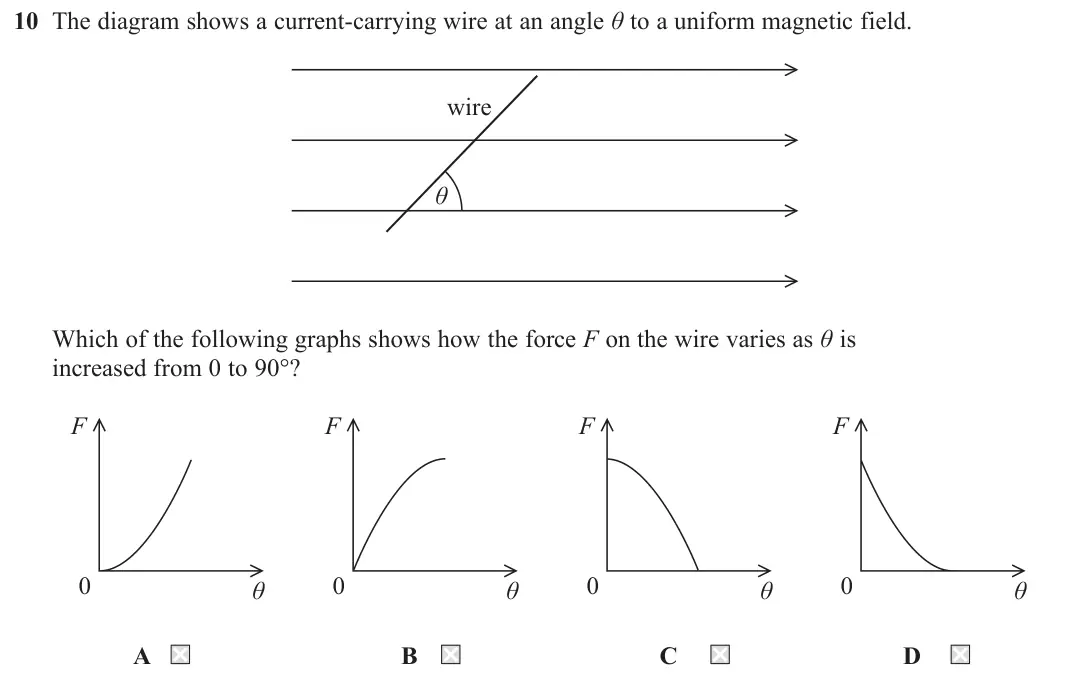 10 The diagram shows a current-carrying wire at an angle θ to a uniform magnetic field.
wire
θ
Which of the following graphs shows how the force F on the wire varies as θ is
increased from 0 to 90°?
F F F F
0 θ 0 θ 0 θ 0 θ
A B C D